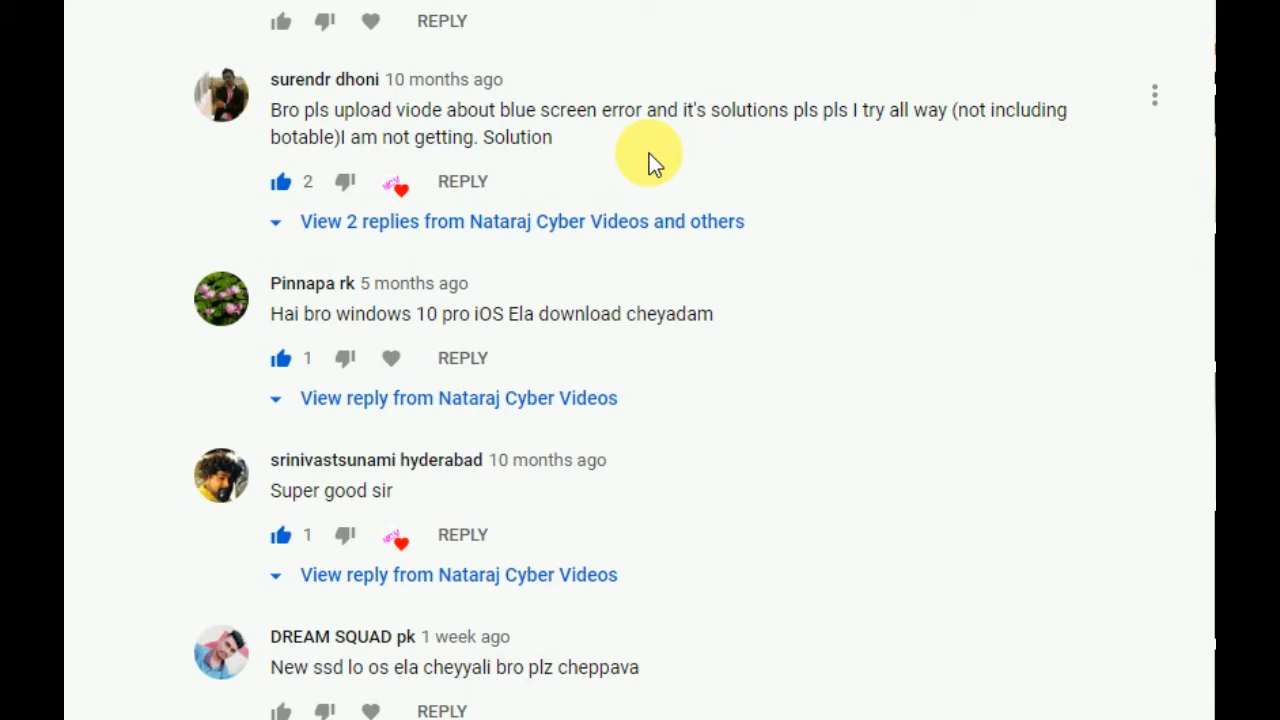 REPLY
surendr dhoni 10 months ago
Bro pls upload viode about blue screen error and it's solutions pls pls I try all way (not including
botable)I am not getting. Solution
2 REPLY
View 2 replies from Nataraj Cyber Videos and others
Pinnapa rk 5 months ago
Hai bro windows 10 pro iOS Ela download cheyadam
1 REPLY
View reply from Nataraj Cyber Videos
srinivastsunami hyderabad 10 months ago
Super good sir
1 REPLY
View reply from Nataraj Cyber Videos
DREAM SQUAD pk 1 week ago
New ssd lo os ela cheyyali bro plz cheppava
REPLY